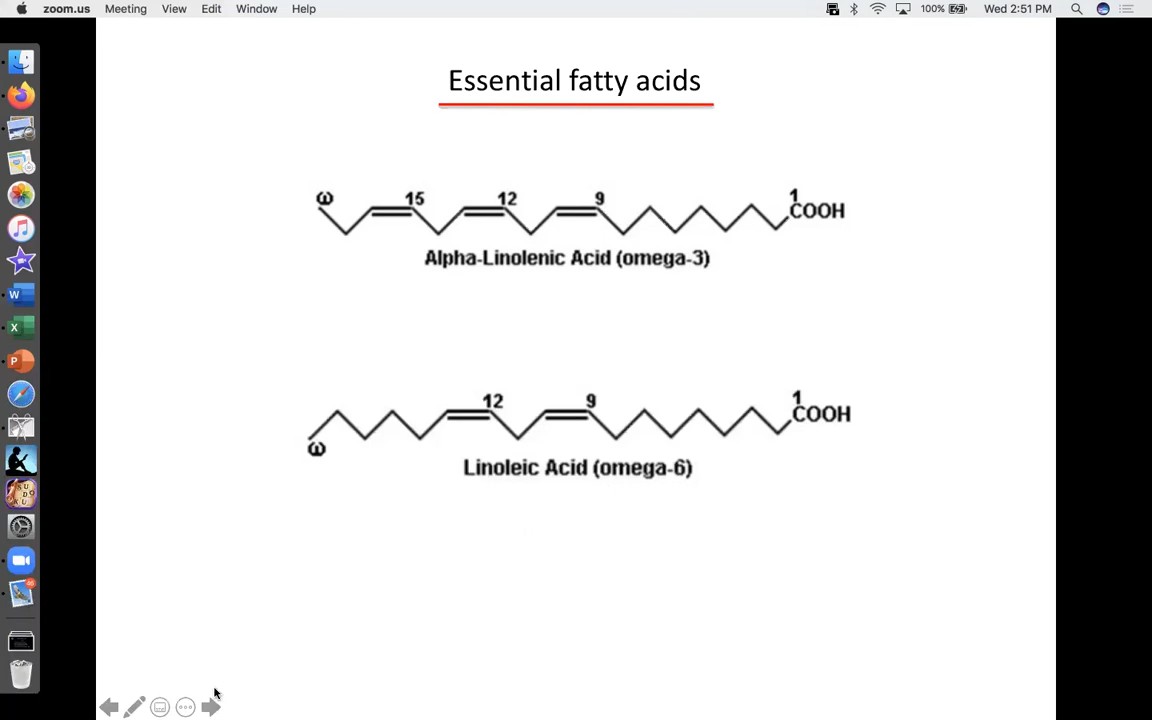 zoom.us Meeting View Edit Window Help 100% Wed 2:51 PM
Essential fatty acids
ω 15 12 9 1
COOH
Alpha-Linolenic Acid (omega-3)
12 9 1
COOH
ω
Linoleic Acid (omega-6)
W
X
P